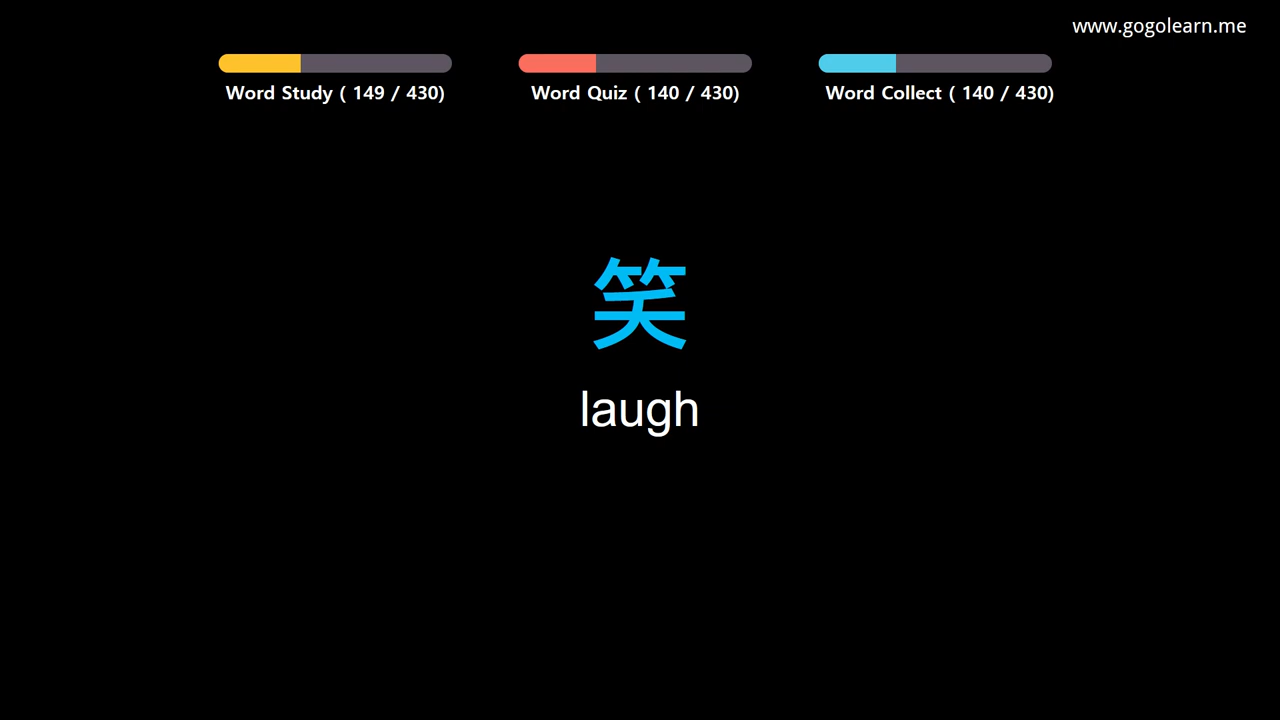 www.gogolearn.me
Word Study ( 149 / 430)
Word Quiz ( 140 / 430)
Word Collect ( 140 / 430)
笑
laugh